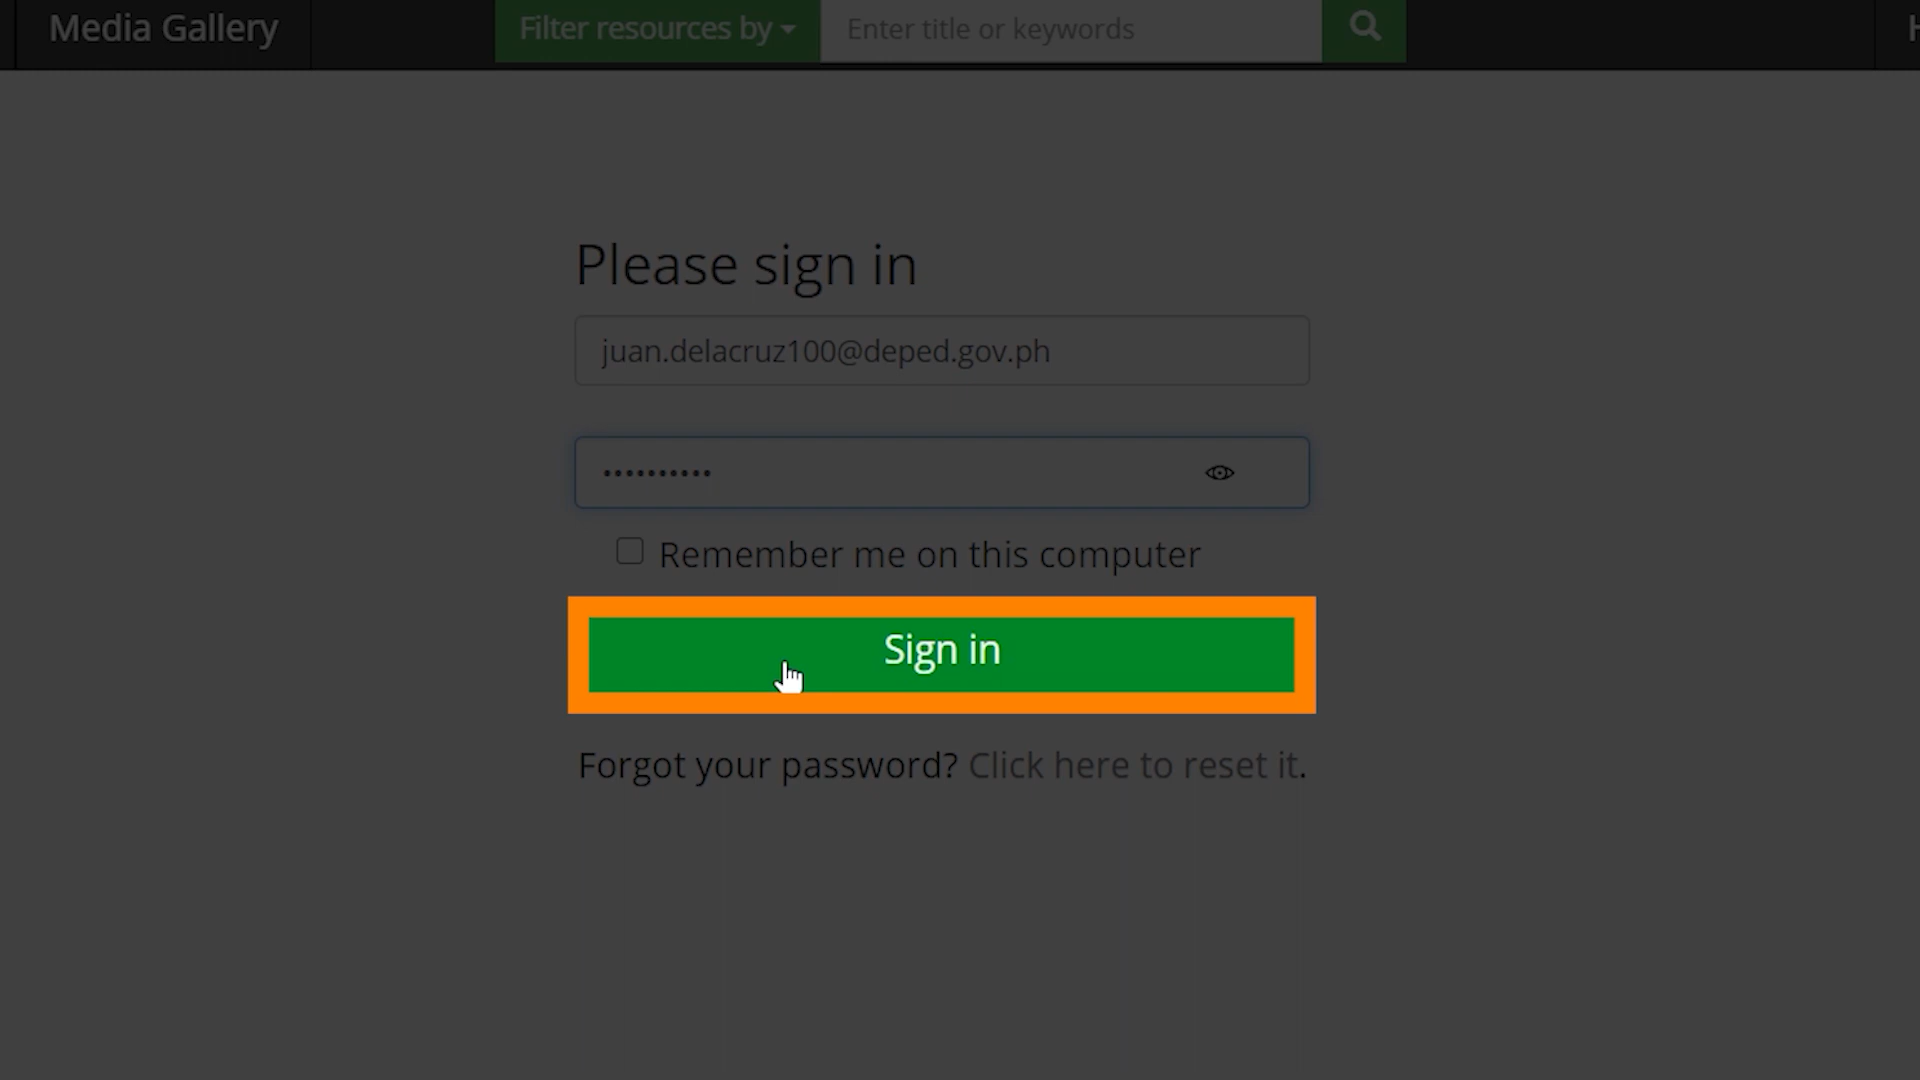 Media Gallery
Filter resources by
Enter title or keywords
Please sign in
juan.delacruz100@deped.gov.ph
••••••••••
Remember me on this computer
Sign in
Forgot your password? Click here to reset it.